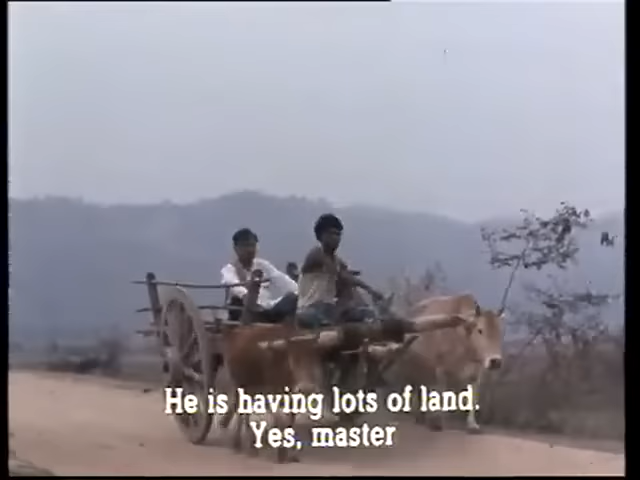 He is having lots of land.
Yes, master